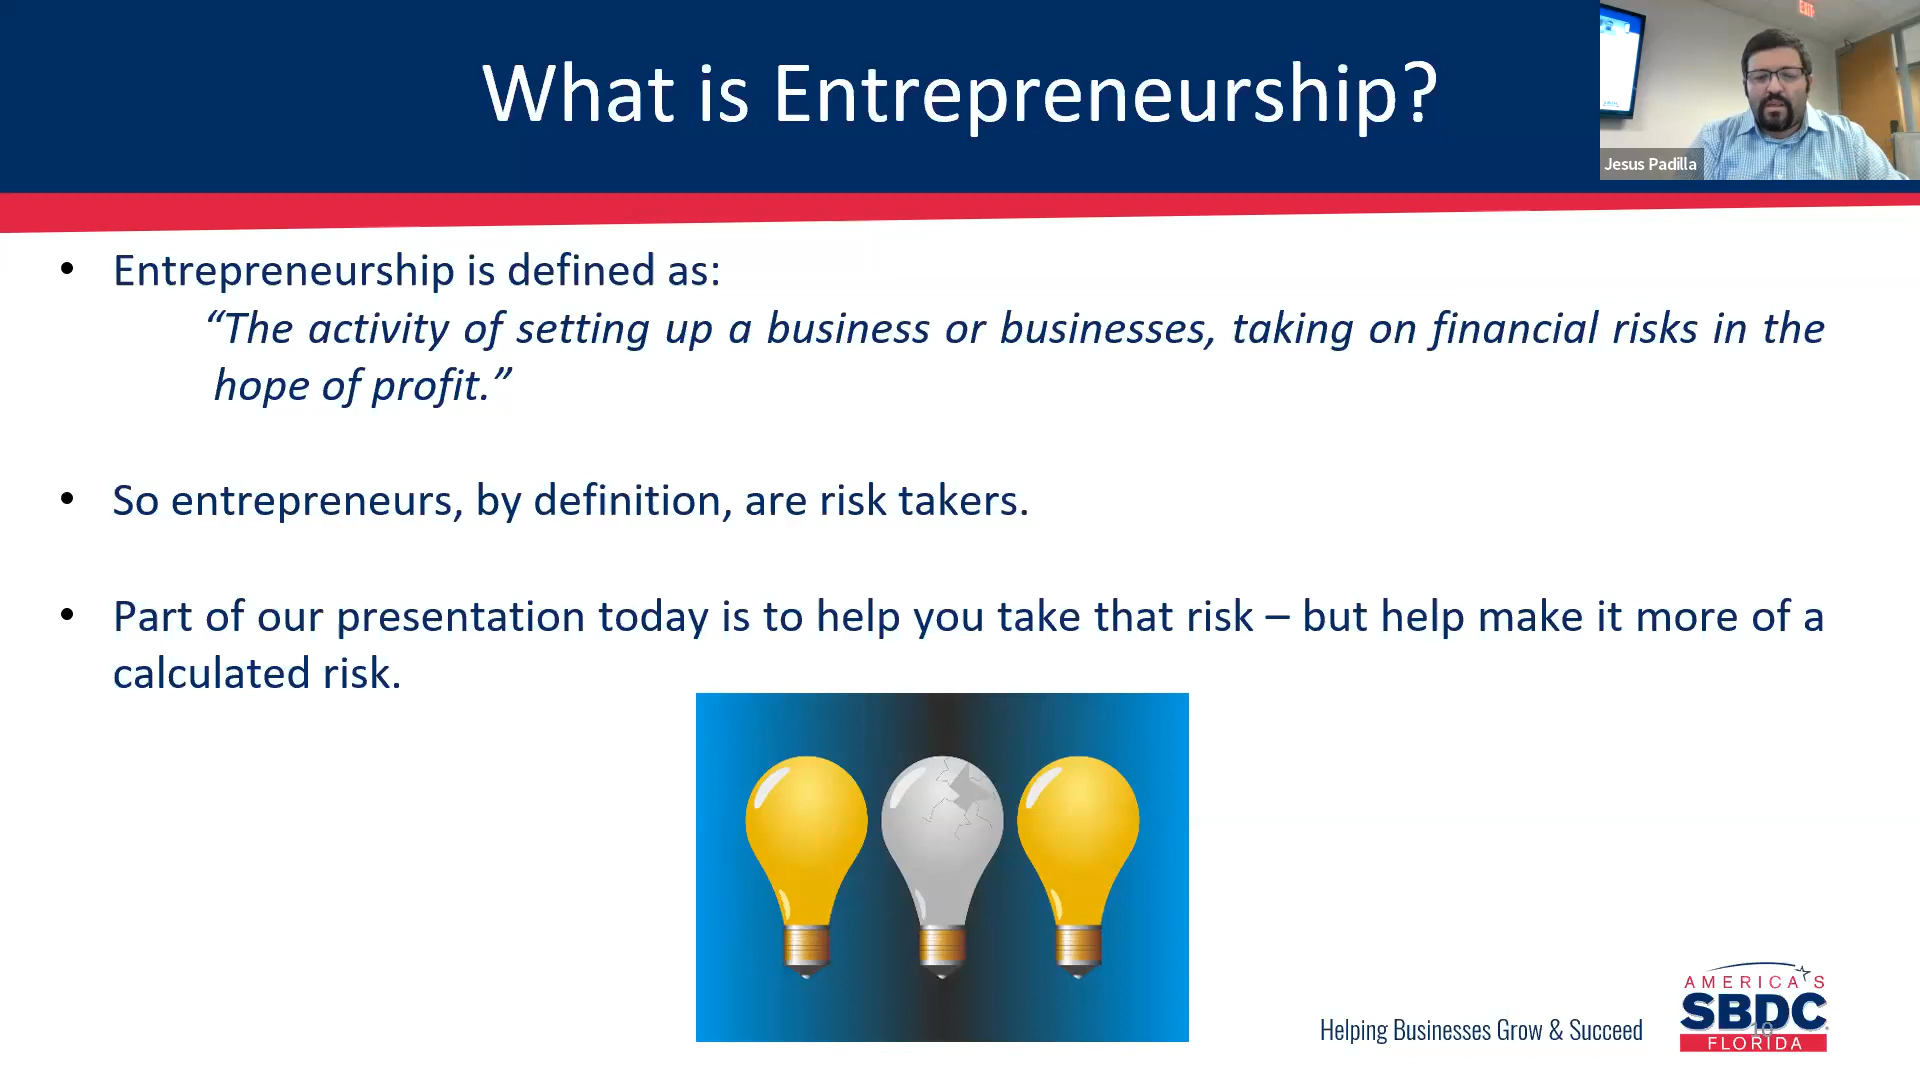 What is Entrepreneurship?
EXIT
Jesus Padilla
• Entrepreneurship is defined as:
“The activity of setting up a business or businesses, taking on financial risks in the
hope of profit.”
• So entrepreneurs, by definition, are risk takers.
• Part of our presentation today is to help you take that risk – but help make it more of a
calculated risk.
Helping Businesses Grow & Succeed
AMERICA'S
SBDC
10
FLORIDA